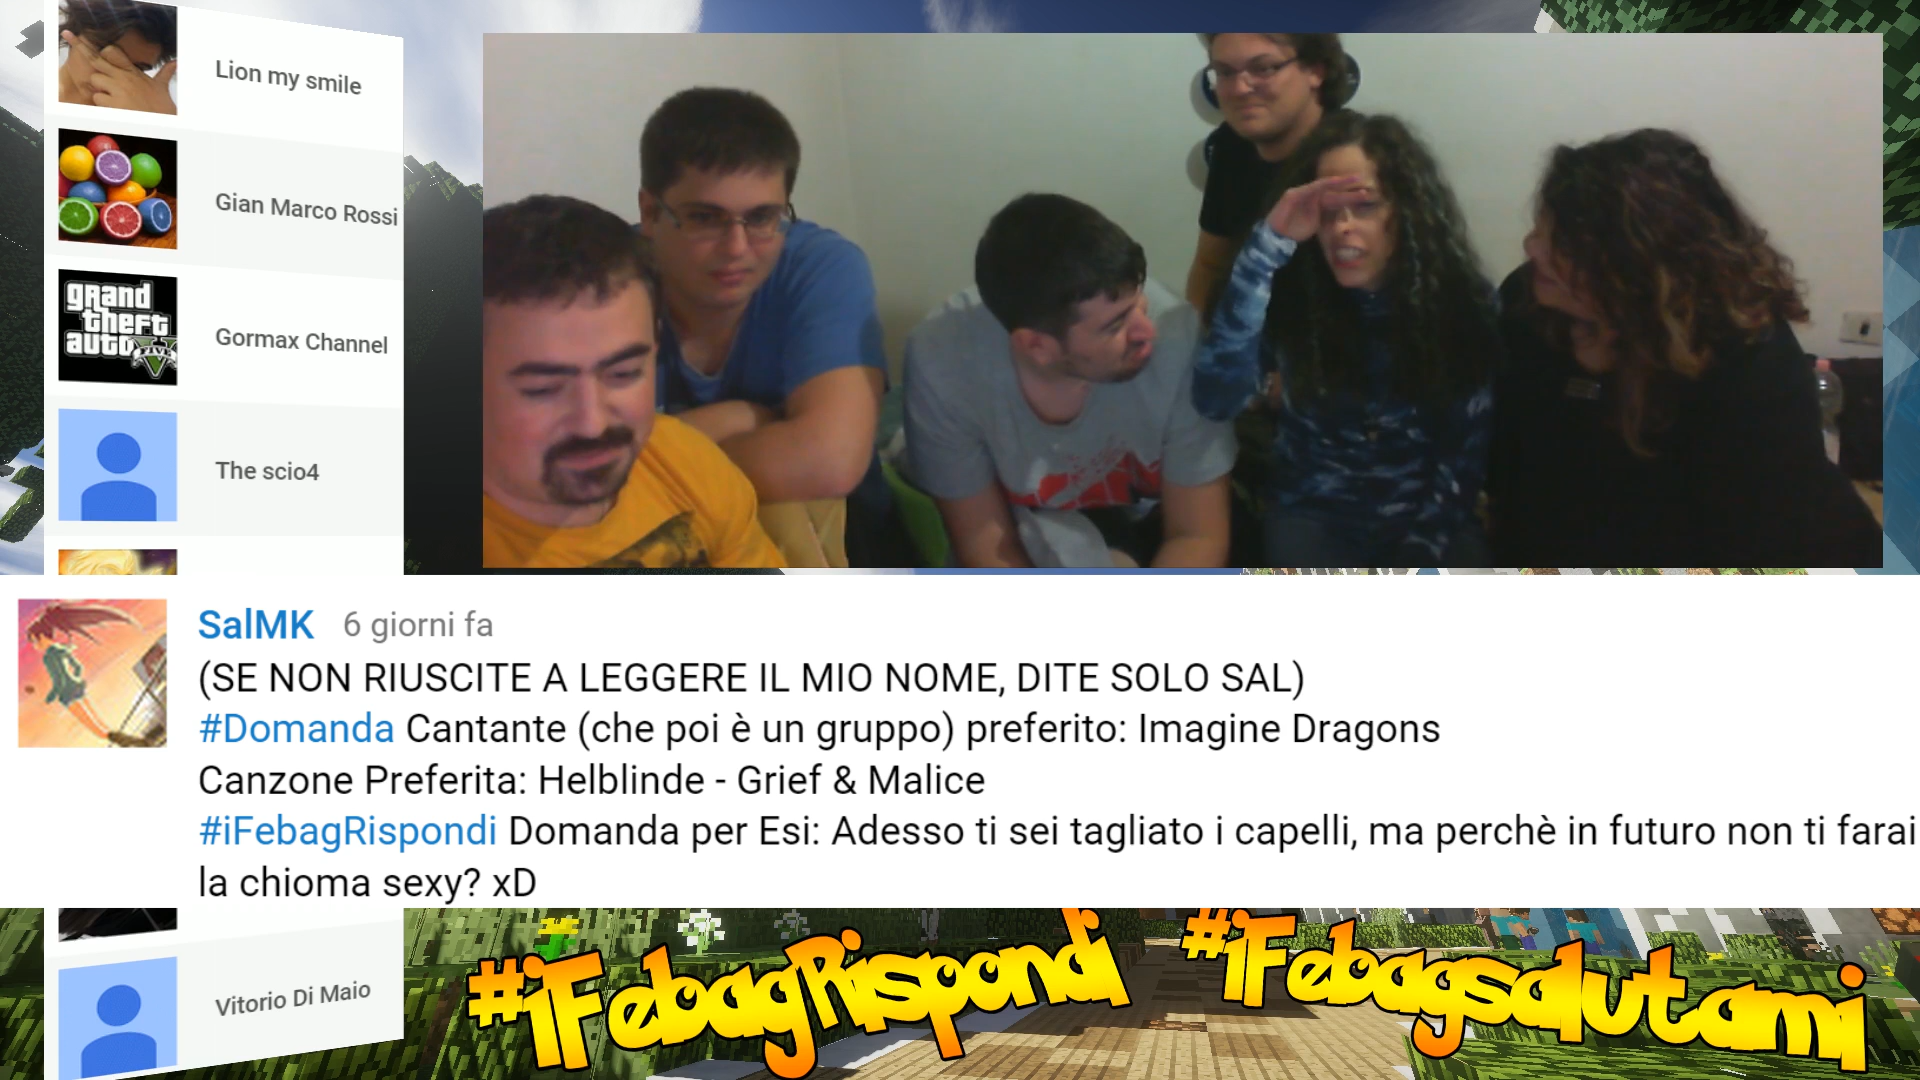 Lion my smile
Gian Marco Rossi
grand
theft
auto
FIVE
Gormax Channel
The scio4
SalMK 6 giorni fa
(SE NON RIUSCITE A LEGGERE IL MIO NOME, DITE SOLO SAL)
#Domanda Cantante (che poi è un gruppo) preferito: Imagine Dragons
Canzone Preferita: Helblinde - Grief & Malice
#iFebagRispondi Domanda per Esi: Adesso ti sei tagliato i capelli, ma perchè in futuro non ti farai
la chioma sexy? xD
Vitorio Di Maio
#iFebagRispondi #iFebagsalutami